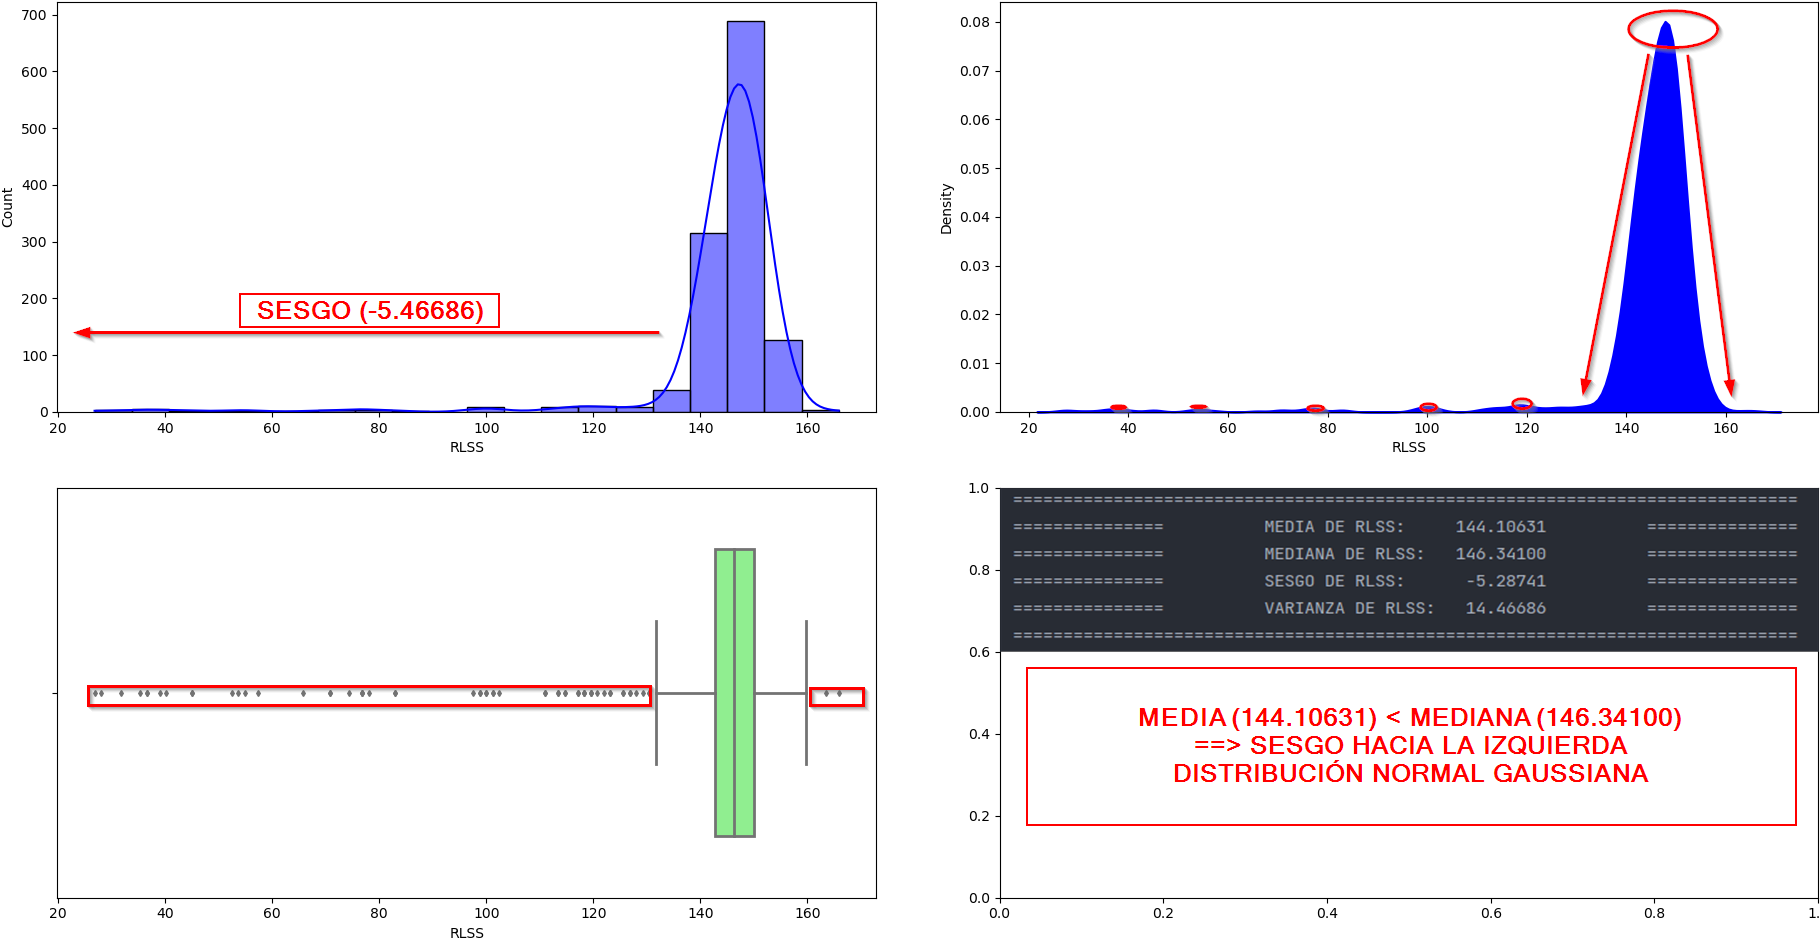 700
600
500
400
300
200
100
0
Count
SESGO (-5.46686)
20 40 60 80 100 120 140 160
RLSS
0.08
0.07
0.06
0.05
0.04
0.03
0.02
0.01
0.00
Density
20 40 60 80 100 120 140 160
RLSS
20 40 60 80 100 120 140 160
RLSS
1.0
0.8
0.6
0.4
0.2
0.0
==============================================================================
=============== MEDIA DE RLSS: 144.10631 ===============
=============== MEDIANA DE RLSS: 146.34100 ===============
=============== SESGO DE RLSS: -5.28741 ===============
=============== VARIANZA DE RLSS: 14.46686 ===============
==============================================================================
MEDIA (144.10631) < MEDIANA (146.34100)
==> SESGO HACIA LA IZQUIERDA
DISTRIBUCIÓN NORMAL GAUSSIANA
0.0 0.2 0.4 0.6 0.8 1.